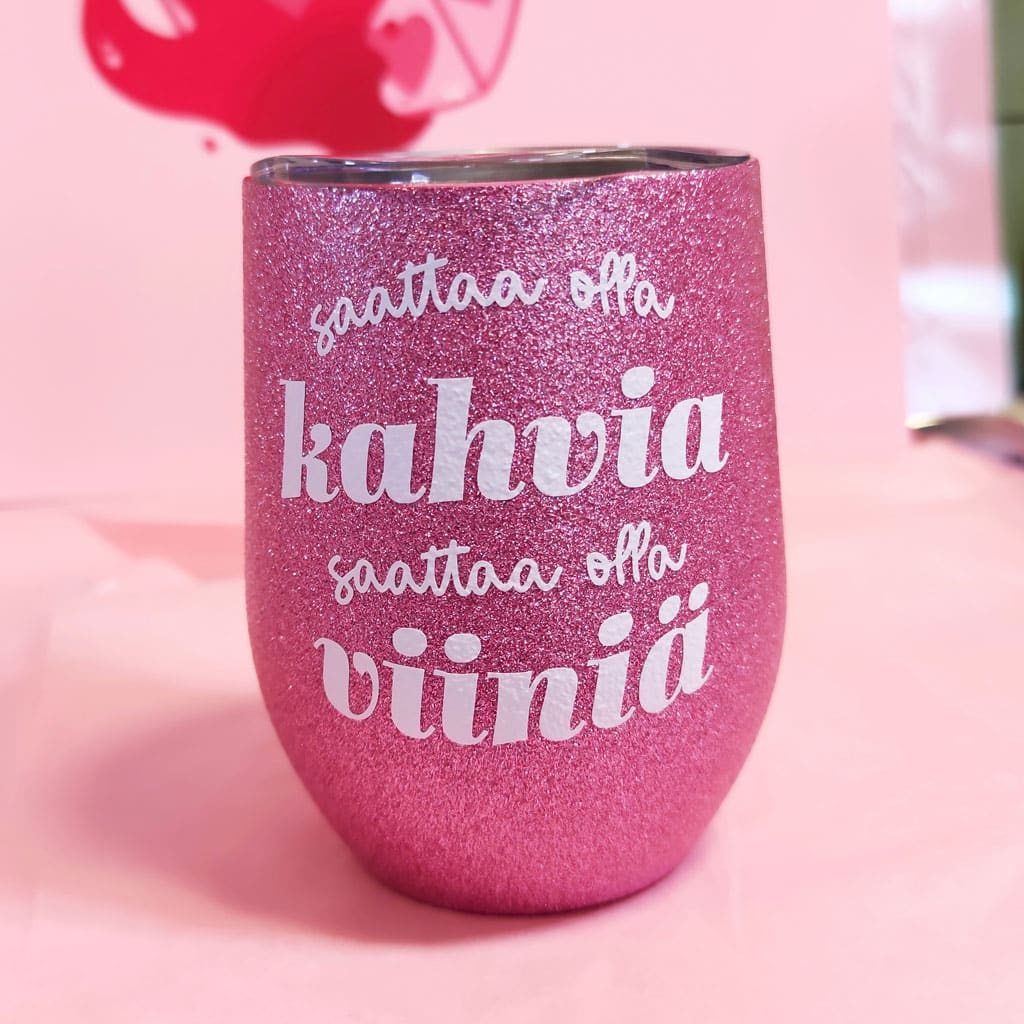 saattaa olla
kahvia
saattaa olla
viiniä